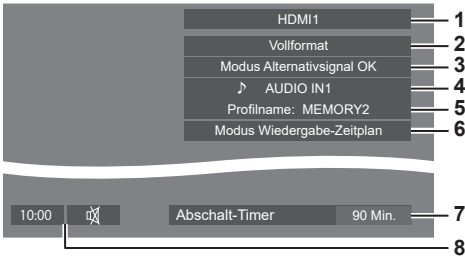 HDMI1 1
Vollformat 2
Modus Alternativsignal OK 3
♪ AUDIO IN1 4
Profilname: MEMORY2 5
Modus Wiedergabe-Zeitplan 6
10:00 Abschalt-Timer 90 Min. 7
8